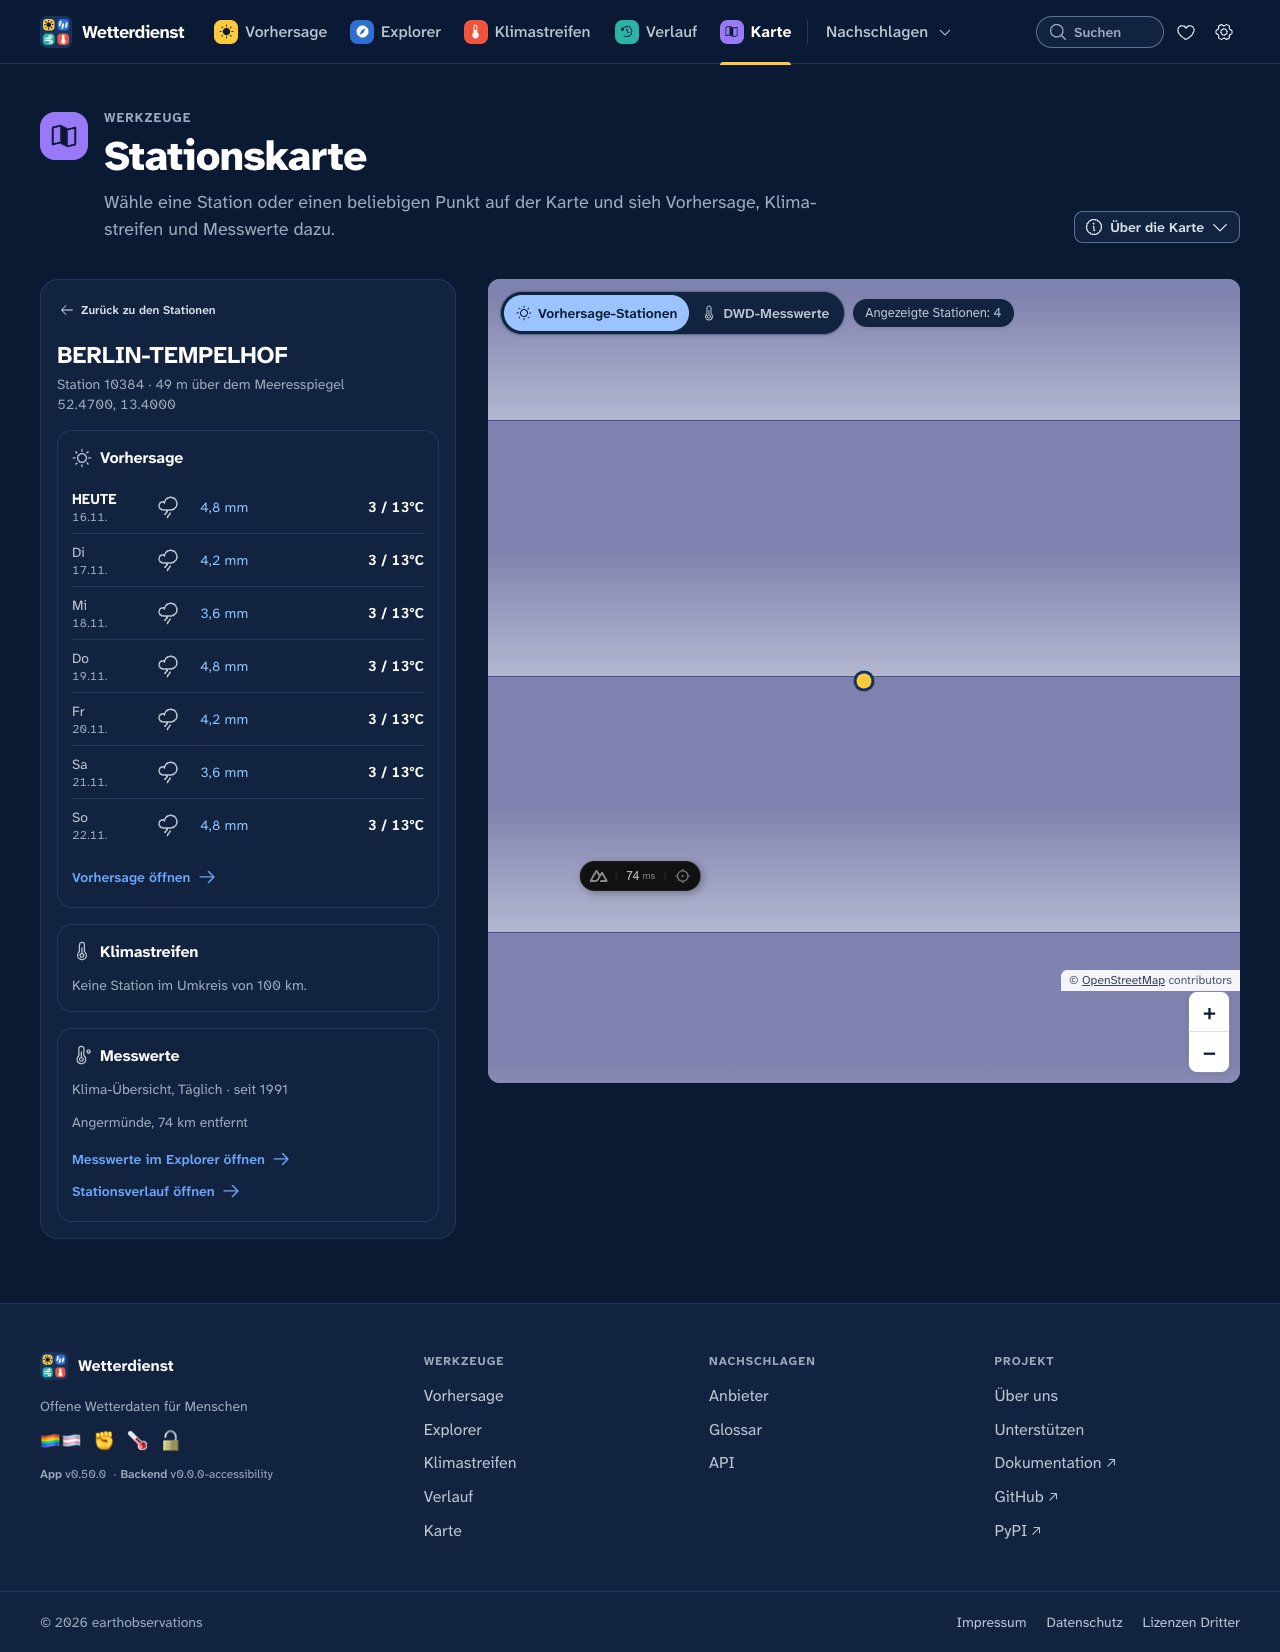 Wetterdienst
Vorhersage
Explorer
Klimastreifen
Verlauf
Karte
Nachschlagen
Suchen
WERKZEUGE
Stationskarte
Wähle eine Station oder einen beliebigen Punkt auf der Karte und sieh Vorhersage, Klima-
streifen und Messwerte dazu.
Über die Karte
Zurück zu den Stationen
BERLIN-TEMPELHOF
Station 10384 · 49 m über dem Meeresspiegel
52.4700, 13.4000
Vorhersage
HEUTE
16.11.
4,8 mm
3 / 13°C
Di
17.11.
4,2 mm
3 / 13°C
Mi
18.11.
3,6 mm
3 / 13°C
Do
19.11.
4,8 mm
3 / 13°C
Fr
20.11.
4,2 mm
3 / 13°C
Sa
21.11.
3,6 mm
3 / 13°C
So
22.11.
4,8 mm
3 / 13°C
Vorhersage öffnen
Klimastreifen
Keine Station im Umkreis von 100 km.
Messwerte
Klima-Übersicht, Täglich · seit 1991
Angermünde, 74 km entfernt
Messwerte im Explorer öffnen
Stationsverlauf öffnen
Vorhersage-Stationen
DWD-Messwerte
Angezeigte Stationen: 4
74 ms
© OpenStreetMap contributors
+
−
Wetterdienst
Offene Wetterdaten für Menschen
App v0.50.0 · Backend v0.0.0-accessibility
WERKZEUGE
Vorhersage
Explorer
Klimastreifen
Verlauf
Karte
NACHSCHLAGEN
Anbieter
Glossar
API
PROJEKT
Über uns
Unterstützen
Dokumentation ↗
GitHub ↗
PyPI ↗
© 2026 earthobservations
Impressum
Datenschutz
Lizenzen Dritter